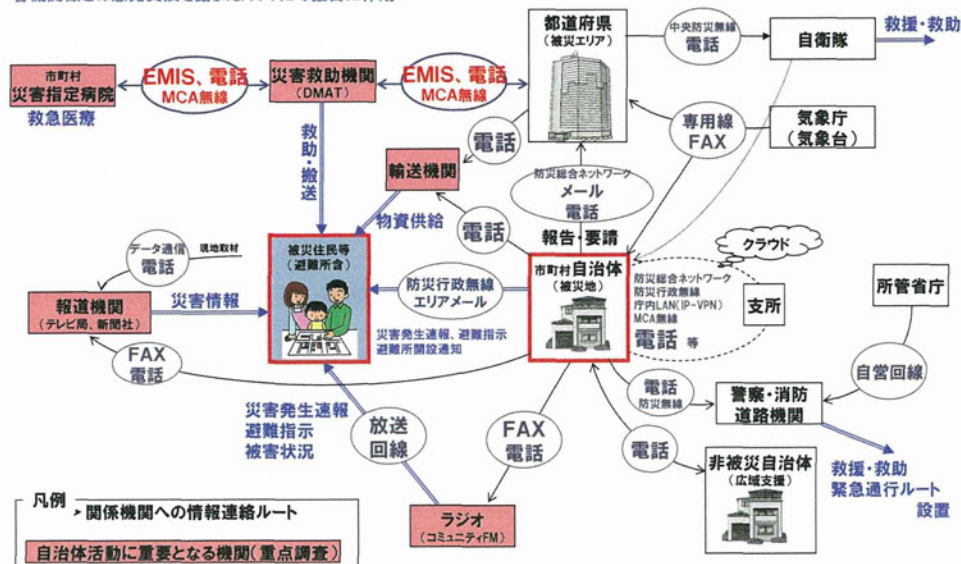 都道府県
(被災エリア)
中央防災無線
電話
自衛隊
救援・救助
市町村
災害指定病院
救急医療
EMIS、電話
MCA無線
災害救助機関
(DMAT)
EMIS、電話
MCA無線
専用線
FAX
気象庁
(気象台)
救助・搬送
電話
輸送機関
物資供給
電話
防災総合ネットワーク
メール
電話
報告・要請
データ通信
電話
現地取材
報道機関
(テレビ局、新聞社)
災害情報
FAX
電話
被災住民等
(避難所含)
防災行政無線
エリアメール
災害発生速報、避難指示
避難所開設通知
市町村自治体
(被災地)
クラウド
防災総合ネットワーク
防災行政無線
庁内LAN(IP-VPN)
MCA無線
電話 等
支所
所管省庁
自営回線
電話
防災無線
警察・消防
道路機関
救援・救助
緊急通行ルート
設置
災害発生速報
避難指示
被害状況
放送
回線
FAX
電話
電話
非被災自治体
(広域支援)
ラジオ
(コミュニティFM)
凡例
関係機関への情報連絡ルート
自治体活動に重要となる機関(重点調査)